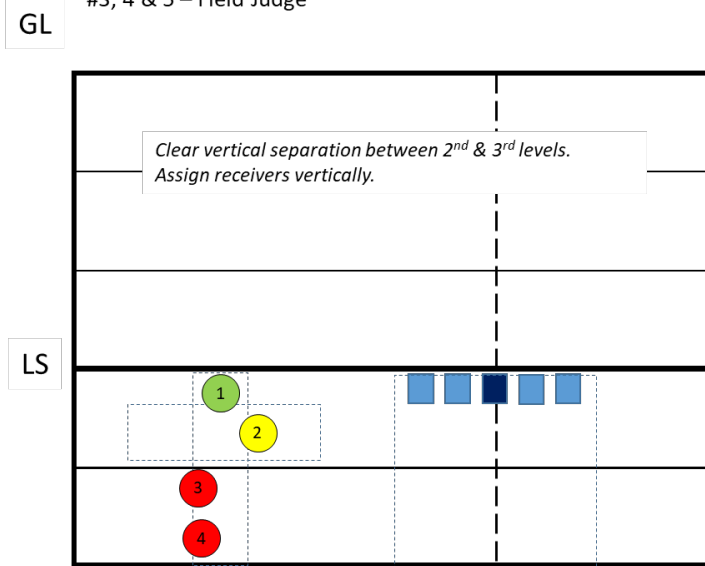 #3, 4 & 5 – Field Judge
GL
Clear vertical separation between 2nd & 3rd levels.
Assign receivers vertically.
LS
1
2
3
4